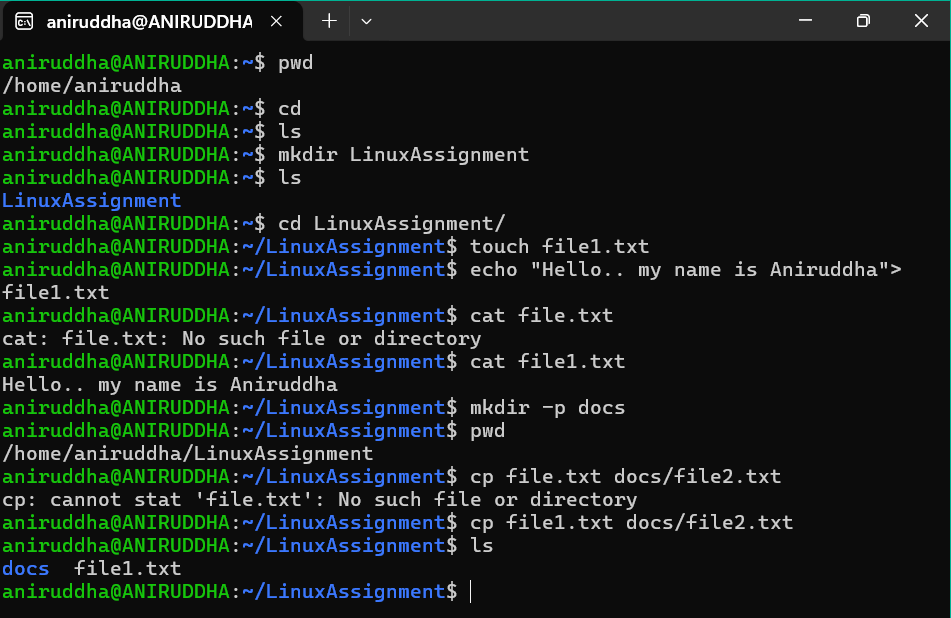 aniruddha@ANIRUDDHA
aniruddha@ANIRUDDHA:~$ pwd
/home/aniruddha
aniruddha@ANIRUDDHA:~$ cd
aniruddha@ANIRUDDHA:~$ ls
aniruddha@ANIRUDDHA:~$ mkdir LinuxAssignment
aniruddha@ANIRUDDHA:~$ ls
LinuxAssignment
aniruddha@ANIRUDDHA:~$ cd LinuxAssignment/
aniruddha@ANIRUDDHA:~/LinuxAssignment$ touch file1.txt
aniruddha@ANIRUDDHA:~/LinuxAssignment$ echo "Hello.. my name is Aniruddha">
file1.txt
aniruddha@ANIRUDDHA:~/LinuxAssignment$ cat file.txt
cat: file.txt: No such file or directory
aniruddha@ANIRUDDHA:~/LinuxAssignment$ cat file1.txt
Hello.. my name is Aniruddha
aniruddha@ANIRUDDHA:~/LinuxAssignment$ mkdir -p docs
aniruddha@ANIRUDDHA:~/LinuxAssignment$ pwd
/home/aniruddha/LinuxAssignment
aniruddha@ANIRUDDHA:~/LinuxAssignment$ cp file.txt docs/file2.txt
cp: cannot stat 'file.txt': No such file or directory
aniruddha@ANIRUDDHA:~/LinuxAssignment$ cp file1.txt docs/file2.txt
aniruddha@ANIRUDDHA:~/LinuxAssignment$ ls
docs  file1.txt
aniruddha@ANIRUDDHA:~/LinuxAssignment$